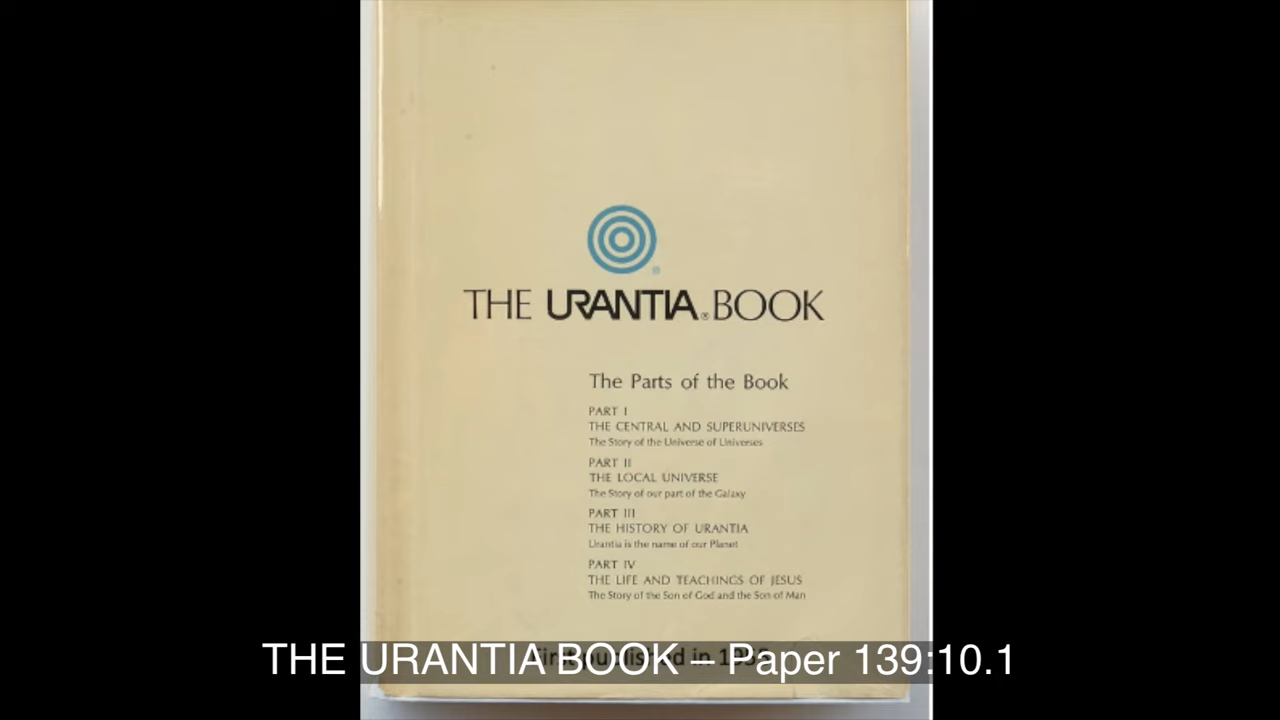 THE URANTIA® BOOK
The Parts of the Book
PART I
THE CENTRAL AND SUPERUNIVERSES
The Story of the Universe of Universes
PART II
THE LOCAL UNIVERSE
The Story of our part of the Galaxy
PART III
THE HISTORY OF URANTIA
Urantia is the name of our Planet
PART IV
THE LIFE AND TEACHINGS OF JESUS
The Story of the Son of God and the Son of Man
First published in
THE URANTIA BOOK – Paper 139:10.1